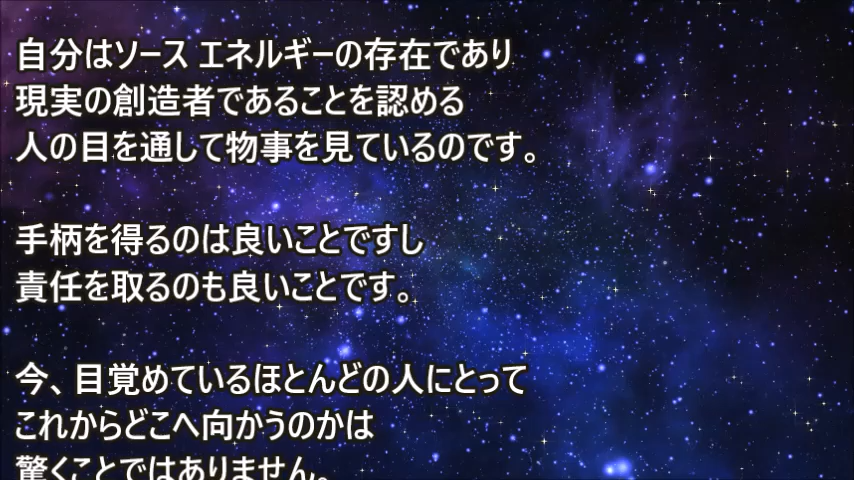 自分はソース エネルギーの存在であり
現実の創造者であることを認める
人の目を通して物事を見ているのです。
手柄を得るのは良いことですし
責任を取るのも良いことです。
今、目覚めているほとんどの人にとって
これからどこへ向かうのかは
驚くことではありません。